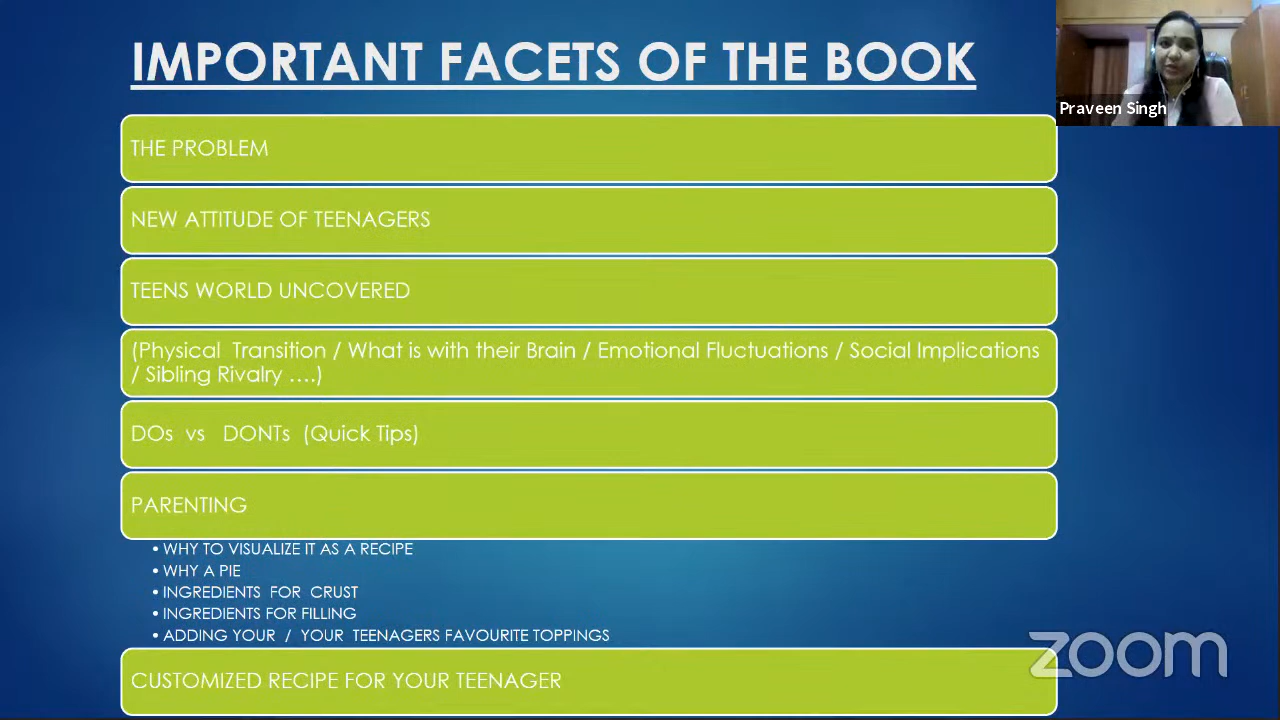 IMPORTANT FACETS OF THE BOOK
Praveen Singh
THE PROBLEM
NEW ATTITUDE OF TEENAGERS
TEENS WORLD UNCOVERED
(Physical  Transition / What is with their Brain / Emotional Fluctuations / Social Implications
/ Sibling Rivalry ....)
DOs  vs   DONTs  (Quick Tips)
PARENTING
• WHY TO VISUALIZE IT AS A RECIPE
• WHY A PIE
• INGREDIENTS  FOR  CRUST
• INGREDIENTS FOR FILLING
• ADDING YOUR  /  YOUR  TEENAGERS FAVOURITE TOPPINGS
CUSTOMIZED RECIPE FOR YOUR TEENAGER
zoom